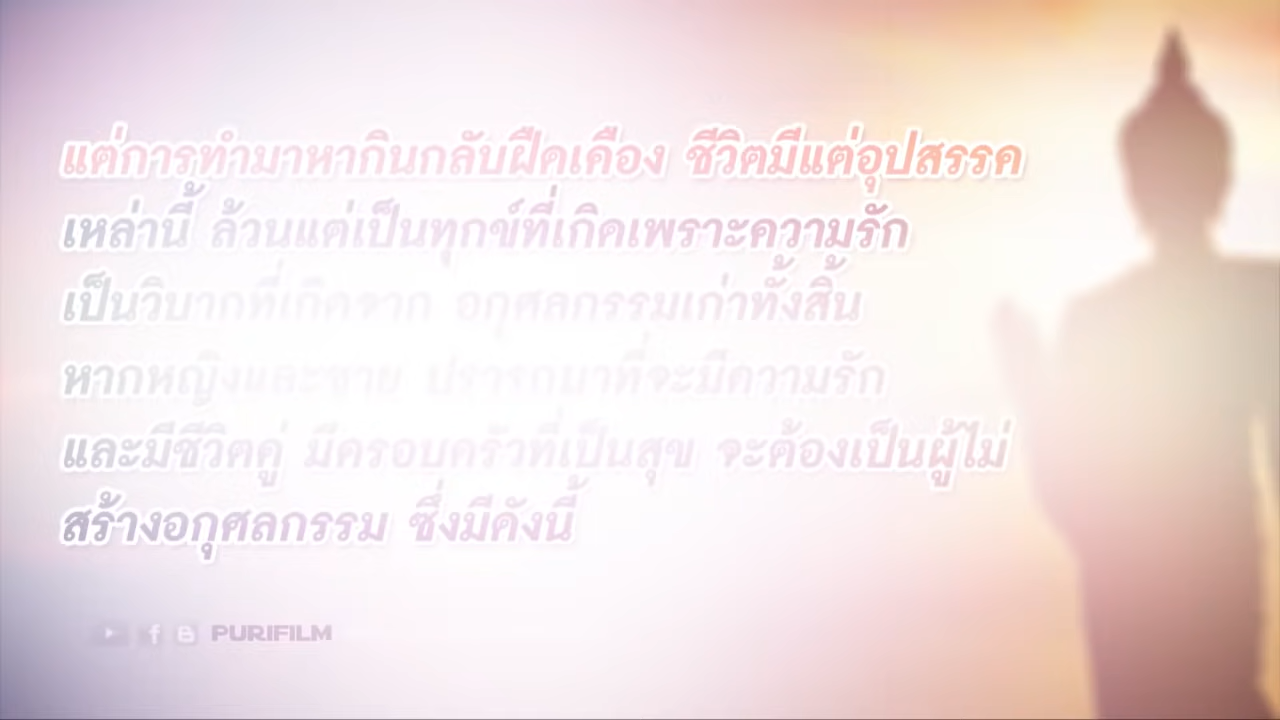 แต่การทำมาหากินกลับฝืดเคือง ชีวิตมีแต่อุปสรรค
เหล่านี้ ล้วนแต่เป็นทุกข์ที่เกิดเพราะความรัก
เป็นวิบากที่เกิดจาก อกุศลกรรมเก่าทั้งสิ้น
หากหญิงและชาย ปรารถนาที่จะมีความรัก
และมีชีวิตคู่ มีครอบครัวที่เป็นสุข จะต้องเป็นผู้ไม่
สร้างอกุศลกรรม ซึ่งมีคังนี้
PURIFILM